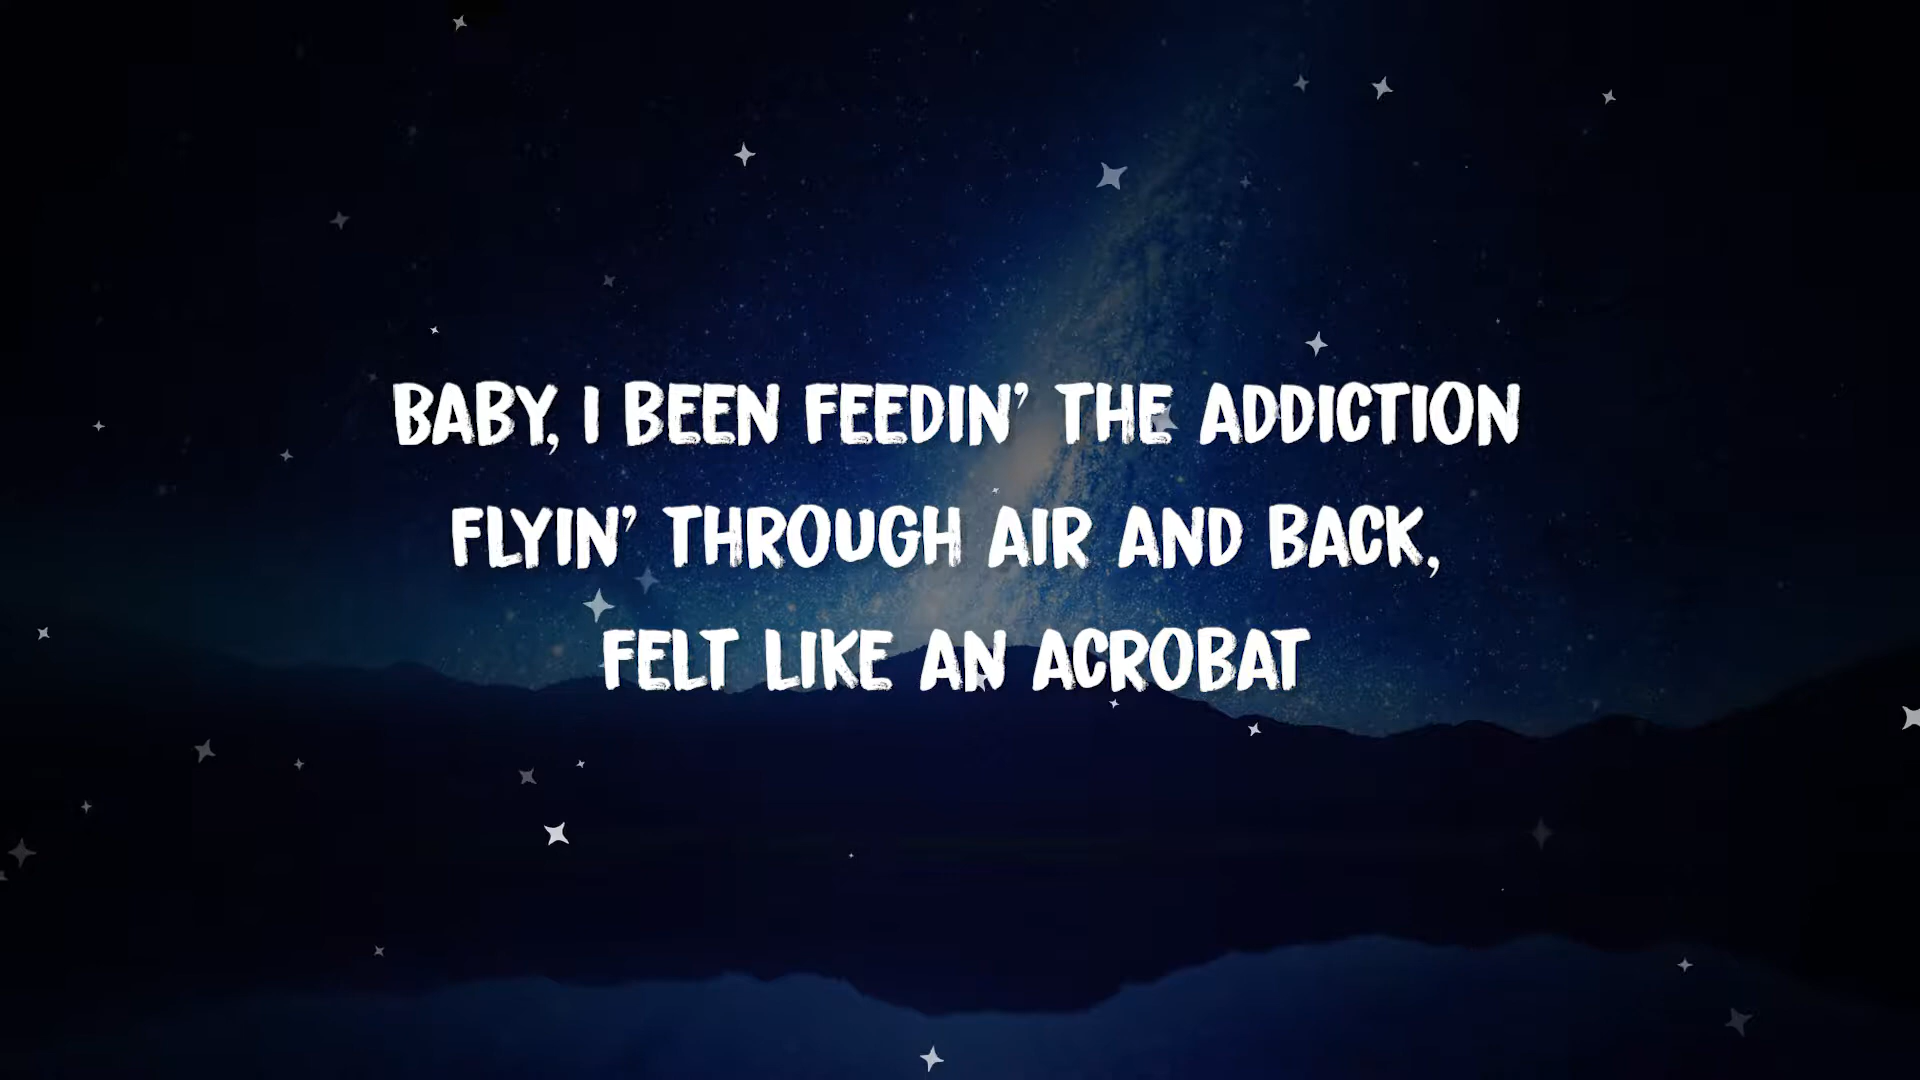 BABY, I BEEN FEEDIN' THE ADDICTION
FLYIN' THROUGH AIR AND BACK,
FELT LIKE AN ACROBAT